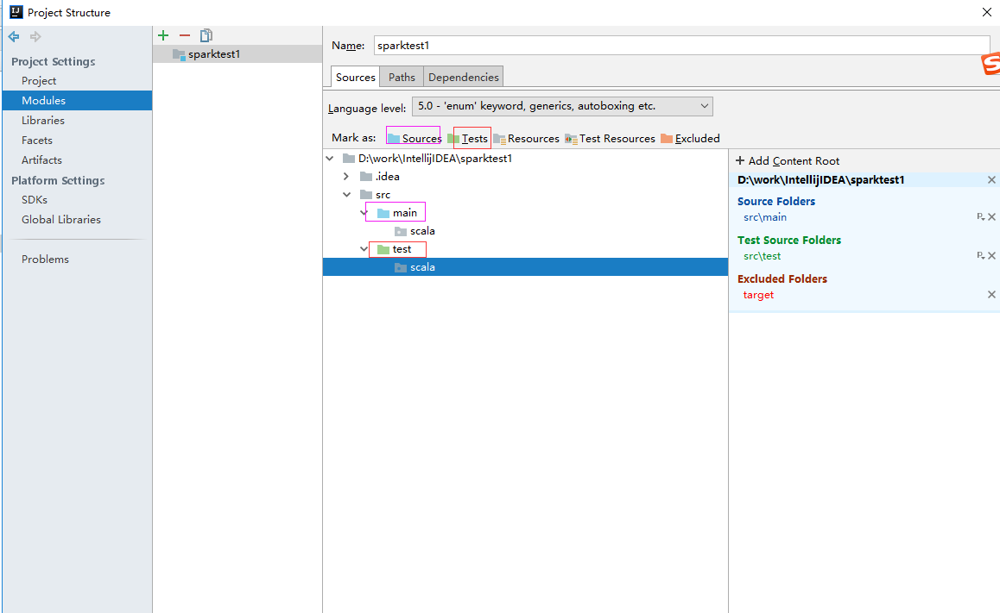 Project Structure
Project Settings
Project
Modules
Libraries
Facets
Artifacts
Platform Settings
SDKs
Global Libraries
Problems
sparktest1
Name: sparktest1
Sources Paths Dependencies
Language level: 5.0 - 'enum' keyword, generics, autoboxing etc.
Mark as: Sources Tests Resources Test Resources Excluded
D:\work\IntellijIDEA\sparktest1
.idea
src
main
scala
test
scala
+ Add Content Root
D:\work\IntellijIDEA\sparktest1
Source Folders
src\main
Test Source Folders
src\test
Excluded Folders
target